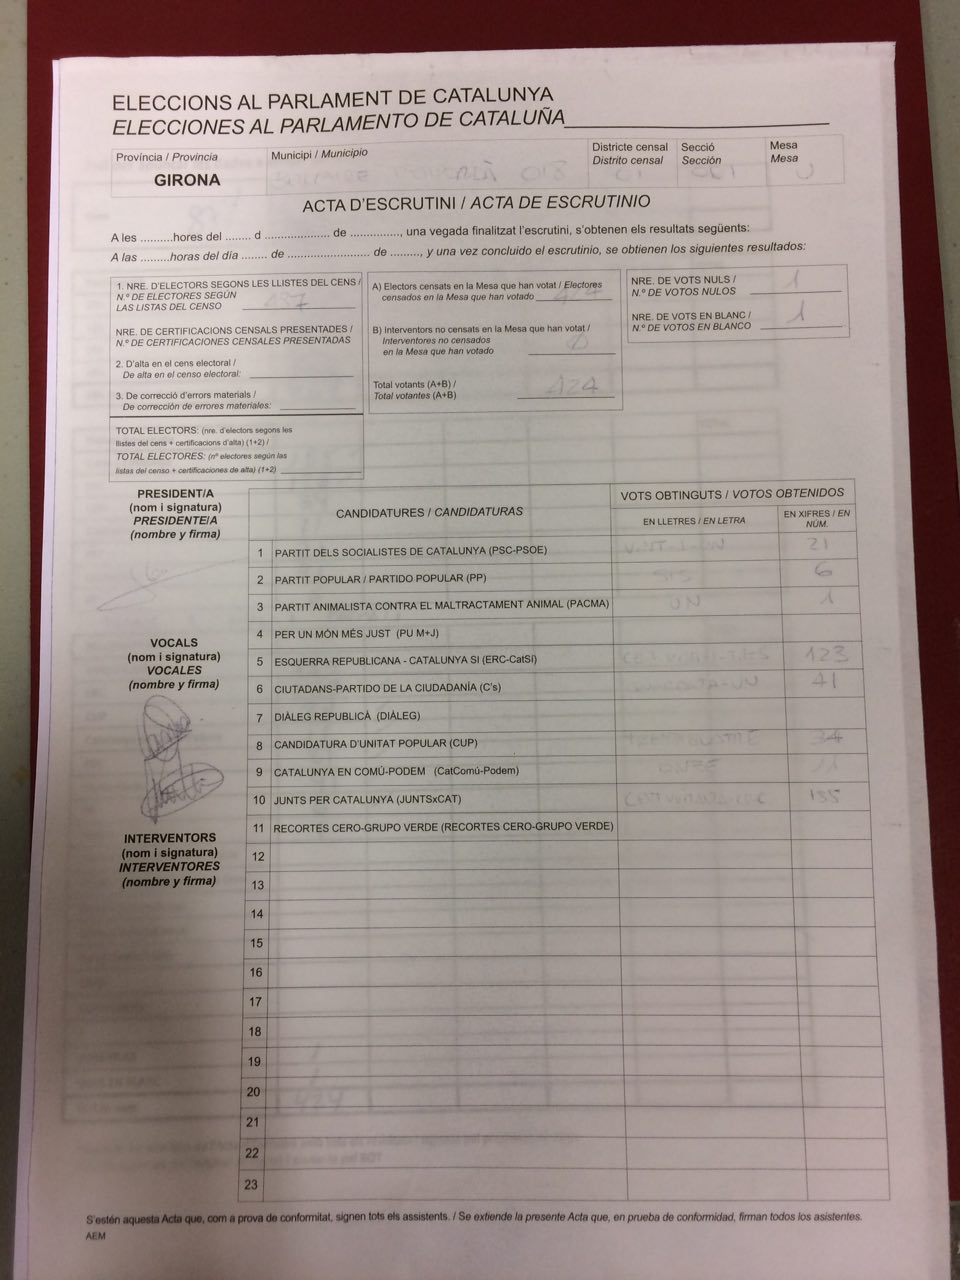 ELECCIONS AL PARLAMENT DE CATALUNYA
ELECCIONES AL PARLAMENTO DE CATALUÑA
Província / Provincia
GIRONA
Municipi / Municipio
Districte censal
Distrito censal
01
Secció
Sección
001
Mesa
Mesa
U
ACTA D'ESCRUTINI / ACTA DE ESCRUTINIO
A les ..........hores del ........ d ..................... de ................, una vegada finalitzat l'escrutini, s'obtenen els resultats següents:
A las .........horas del día ........ de ........................... de ........., y una vez concluido el escrutinio, se obtienen los siguientes resultados:
1. NRE. D'ELECTORS SEGONS LES LLISTES DEL CENS /
N.º DE ELECTORES SEGÚN
LAS LISTAS DEL CENSO
NRE. DE CERTIFICACIONS CENSALS PRESENTADES /
N.º DE CERTIFICACIONES CENSALES PRESENTADAS
2. D'alta en el cens electoral /
De alta en el censo electoral:
3. De correcció d'errors materials /
De corrección de errores materiales:
TOTAL ELECTORS: (nre. d'electors segons les
llistes del cens + certificacions d'alta) (1+2) /
TOTAL ELECTORES: (nº electores según las
listas del censo + certificaciones de alta) (1+2)
A) Electors censats en la Mesa que han votat / Electores
censados en la Mesa que han votado 424
B) Interventors no censats en la Mesa que han votat /
Interventores no censados
en la Mesa que han votado
Total votants (A+B) /
Total votantes (A+B) 424
NRE. DE VOTS NULS /
N.º DE VOTOS NULOS 1
NRE. DE VOTS EN BLANC /
N.º DE VOTOS EN BLANCO 1
PRESIDENT/A
(nom i signatura)
PRESIDENTE/A
(nombre y firma)
VOCALS
(nom i signatura)
VOCALES
(nombre y firma)
INTERVENTORS
(nom i signatura)
INTERVENTORES
(nombre y firma)
CANDIDATURES / CANDIDATURAS
VOTS OBTINGUTS / VOTOS OBTENIDOS
EN LLETRES / EN LETRA
EN XIFRES / EN NÚM.
1 PARTIT DELS SOCIALISTES DE CATALUNYA (PSC-PSOE) VINT-I-UN 21
2 PARTIT POPULAR / PARTIDO POPULAR (PP) SIS 6
3 PARTIT ANIMALISTA CONTRA EL MALTRACTAMENT ANIMAL (PACMA) UN 1
4 PER UN MÓN MÉS JUST (PU M+J)
5 ESQUERRA REPUBLICANA - CATALUNYA SI (ERC-CatSí) 123
6 CIUTADANS-PARTIDO DE LA CIUDADANÍA (C's) QUARANTA-UN 41
7 DIÀLEG REPUBLICÀ (DIÀLEG)
8 CANDIDATURA D'UNITAT POPULAR (CUP) 34
9 CATALUNYA EN COMÚ-PODEM (CatComú-Podem) ONZE 11
10 JUNTS PER CATALUNYA (JUNTSxCAT) 185
11 RECORTES CERO-GRUPO VERDE (RECORTES CERO-GRUPO VERDE)
12
13
14
15
16
17
18
19
20
21
22
23
S'estén aquesta Acta que, com a prova de conformitat, signen tots els assistents. / Se extiende la presente Acta que, en prueba de conformidad, firman todos los asistentes.
AEM